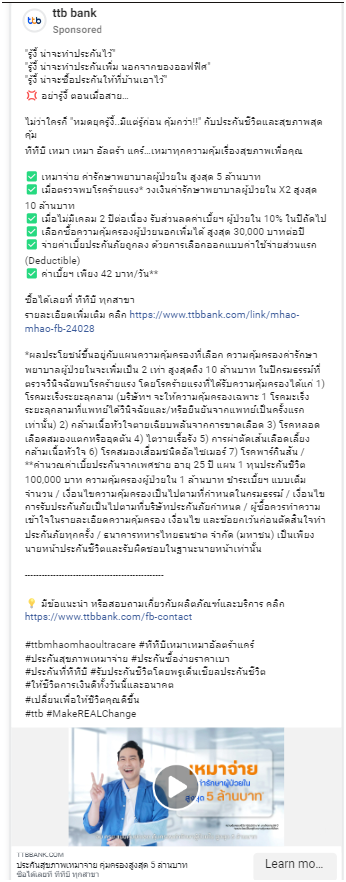 ttb bank
ttb
Sponsored
"รู้งี้ น่าจะทำประกันไว้"
"รู้งี้ น่าจะทำประกันเพิ่ม นอกจากของออฟฟิศ"
"รู้งี้ น่าจะซื้อประกันให้ที่บ้านเอาไว้"
💢 อย่ารู้งี้ ตอนเมื่อสาย...
ไม่ว่าใครก็ "หมดยุครู้งี้..มีแต่รู้ก่อน คุ้มกว่า!!" กับประกันชีวิตและสุขภาพสุด
คุ้ม
ทีทีบี เหมา เหมา อัลตร้า แคร์...เหมาทุกความคุ้มเรื่องสุขภาพเพื่อคุณ
✅ เหมาจ่าย ค่ารักษาพยาบาลผู้ป่วยใน สูงสุด 5 ล้านบาท
✅ เมื่อตรวจพบโรคร้ายแรง* วงเงินค่ารักษาพยาบาลผู้ป่วยใน X2 สูงสุด
10 ล้านบาท
✅ เมื่อไม่มีเคลม 2 ปีต่อเนื่อง รับส่วนลดค่าเบี้ยฯ ผู้ป่วยใน 10% ในปีถัดไป
✅ เลือกซื้อความคุ้มครองผู้ป่วยนอกเพิ่มได้ สูงสุด 30,000 บาทต่อปี
✅ จ่ายค่าเบี้ยประกันภัยถูกลง ด้วยการเลือกออกแบบค่าใช้จ่ายส่วนแรก
(Deductible)
✅ ค่าเบี้ยฯ เพียง 42 บาท/วัน**
ซื้อได้เลยที่ ทีทีบี ทุกสาขา
รายละเอียดเพิ่มเติม คลิก https://www.ttbbank.com/link/mhao-
mhao-fb-24028
*ผลประโยชน์ขึ้นอยู่กับแผนความคุ้มครองที่เลือก ความคุ้มครองค่ารักษา
พยาบาลผู้ป่วยในจะเพิ่มเป็น 2 เท่า สูงสุดถึง 10 ล้านบาท ในปีกรมธรรม์ที่
ตรวจวินิจฉัยพบโรคร้ายแรง โดยโรคร้ายแรงที่ได้รับความคุ้มครองได้แก่ 1)
โรคมะเร็งระยะลุกลาม (บริษัทฯ จะให้ความคุ้มครองเฉพาะ 1 โรคมะเร็ง
ระยะลุกลามที่แพทย์ได้วินิจฉัยและ/หรือยืนยันจากแพทย์เป็นครั้งแรก
เท่านั้น) 2) กล้ามเนื้อหัวใจตายเฉียบพลันจากการขาดเลือด 3) โรคหลอด
เลือดสมองแตกหรืออุดตัน 4) ไตวายเรื้อรัง 5) การผ่าตัดเส้นเลือดเลี้ยง
กล้ามเนื้อหัวใจ 6) โรคสมองเสื่อมชนิดอัลไซเมอร์ 7) โรคพาร์กินสัน /
**คำนวณค่าเบี้ยประกันภัยจากเพศชาย อายุ 25 ปี แผน 1 ทุนประกันชีวิต
100,000 บาท ความคุ้มครองผู้ป่วยใน 1 ล้านบาท ชำระเบี้ยฯ แบบเต็ม
จำนวน / เงื่อนไขความคุ้มครองเป็นไปตามที่กำหนดในกรมธรรม์ / เงื่อนไข
การรับประกันภัยเป็นไปตามที่บริษัทประกันภัยกำหนด / ผู้ซื้อควรทำความ
เข้าใจในรายละเอียดความคุ้มครอง เงื่อนไข และข้อยกเว้นก่อนตัดสินใจทำ
ประกันภัยทุกครั้ง / ธนาคารทหารไทยธนชาต จำกัด (มหาชน) เป็นเพียง
นายหน้าประกันชีวิตและรับผิดชอบในฐานะนายหน้าเท่านั้น
------------------------------------------------
💡 มีข้อแนะนำ หรือสอบถามเกี่ยวกับผลิตภัณฑ์และบริการ คลิก
https://www.ttbbank.com/fb-contact
#ttbmhaomhaoultracare #ทีทีบีเหมาเหมาอัลตร้าแคร์
#ประกันสุขภาพเหมาจ่าย #ประกันซื้อง่ายราคาเบา
#ประกันที่ทีทีบี #รับประกันชีวิตโดยพรูเด็นเชียลประกันชีวิต
#ให้ชีวิตการเงินดีทั้งวันนี้และอนาคต
#เปลี่ยนเพื่อให้ชีวิตคุณดีขึ้น
#ttb #MakeREALChange
เหมาจ่าย
ค่ารักษาผู้ป่วยใน
สูงสุด 5 ล้านบาท*
TTBBANK.COM
ประกันสุขภาพเหมาจ่าย คุ้มครองสูงสุด 5 ล้านบาท
ซื้อได้เลยที่ ทีทีบี ทุกสาขา
Learn mo...